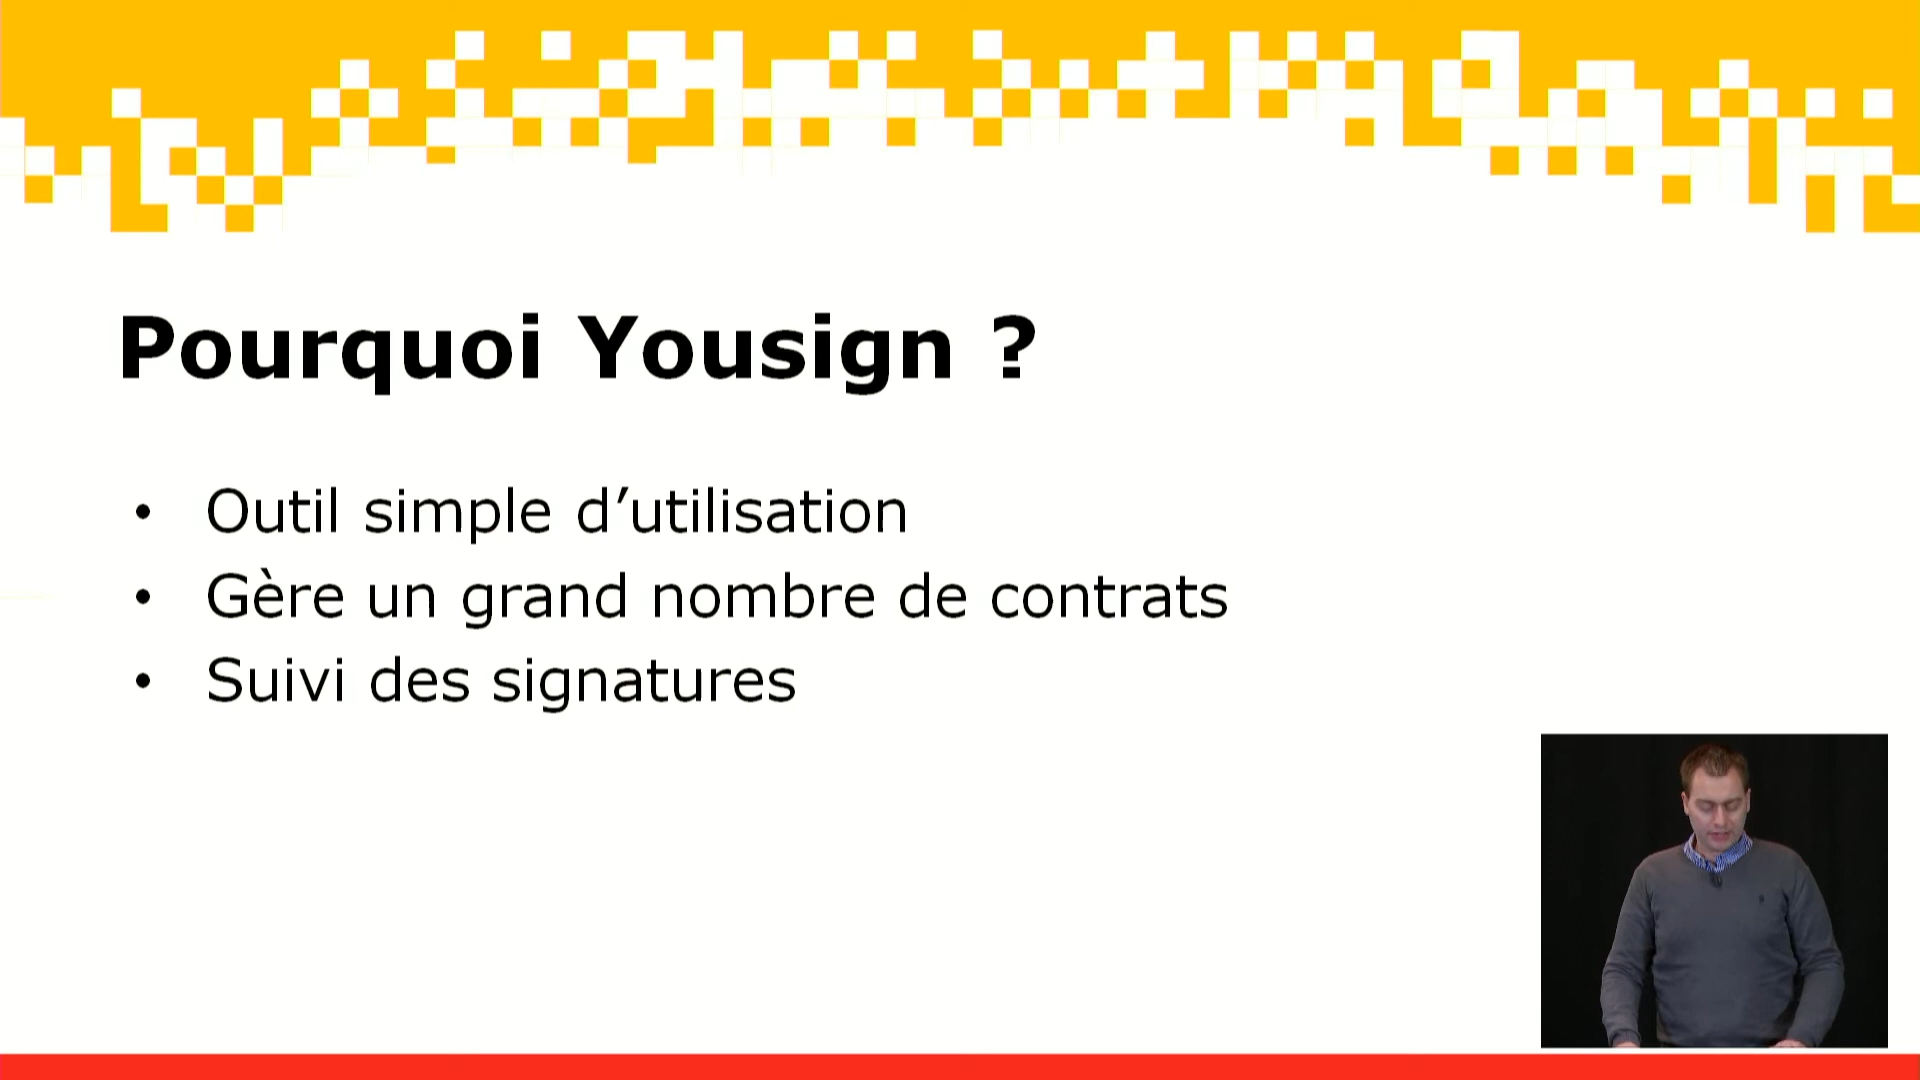 Pourquoi Yousign ?
• Outil simple d’utilisation
• Gère un grand nombre de contrats
• Suivi des signatures